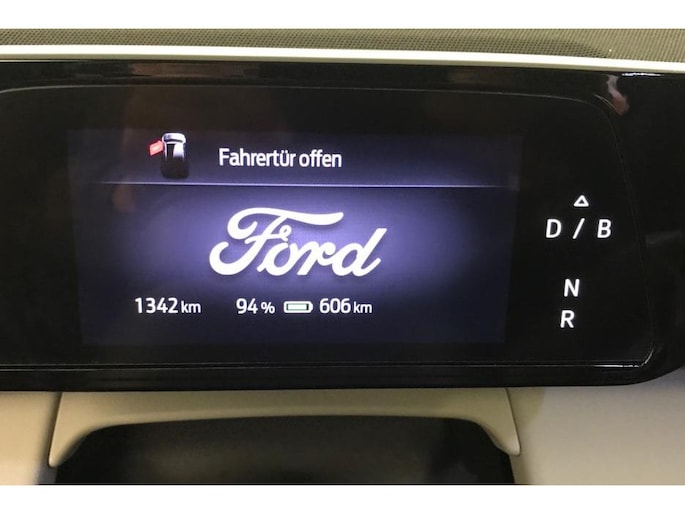 Fahrertür offen
Ford
1342 km 94 % 606 km
D / B
N
R